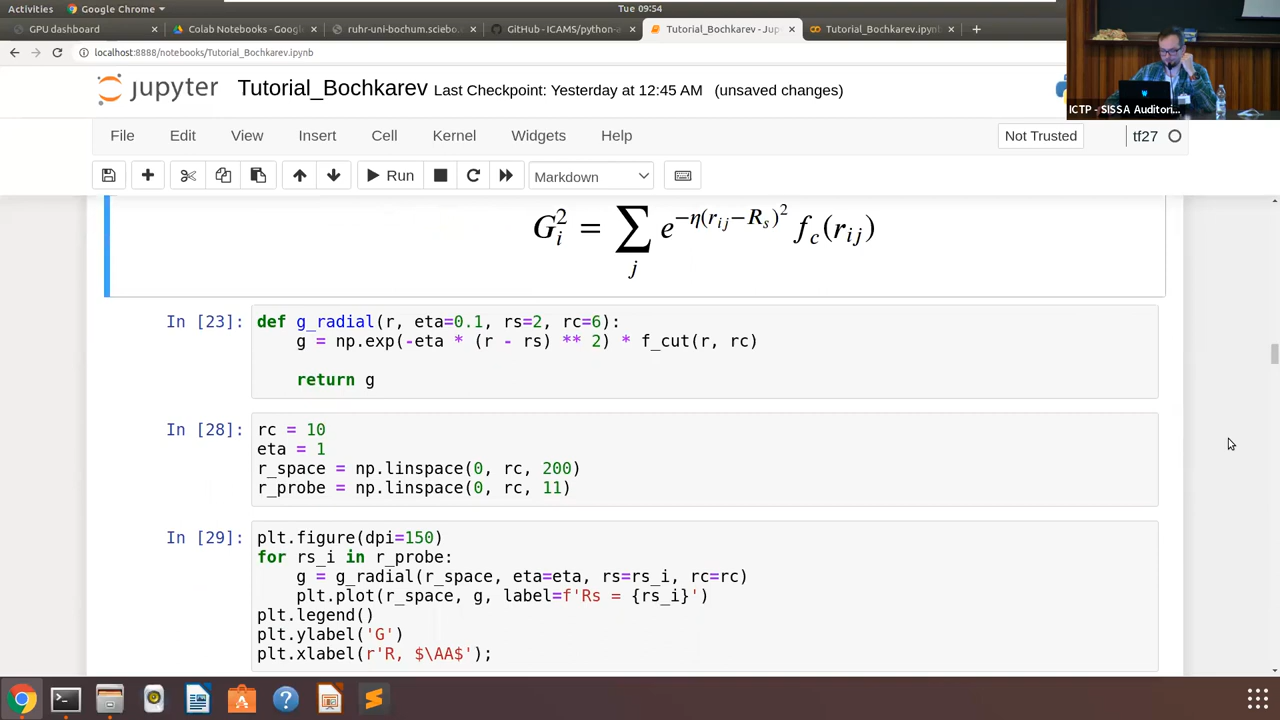 Activities
Google Chrome
Tue 09:54
GPU dashboard
Colab Notebooks - Google
ruhr-uni-bochum.sciebo.
GitHub - ICAMS/python-a
Tutorial_Bochkarev - Jup
Tutorial_Bochkarev.ipynb
localhost:8888/notebooks/Tutorial_Bochkarev.ipynb
jupyter
Tutorial_Bochkarev Last Checkpoint: Yesterday at 12:45 AM (unsaved changes)
ICTP - SISSA Auditori...
File Edit View Insert Cell Kernel Widgets Help
Not Trusted
tf27
Run
Markdown
G_i^2 = ∑_j e^{-η(r_{ij}-R_s)^2} f_c(r_{ij})
In [23]:
def g_radial(r, eta=0.1, rs=2, rc=6):
    g = np.exp(-eta * (r - rs) ** 2) * f_cut(r, rc)
    return g
In [28]:
rc = 10
eta = 1
r_space = np.linspace(0, rc, 200)
r_probe = np.linspace(0, rc, 11)
In [29]:
plt.figure(dpi=150)
for rs_i in r_probe:
    g = g_radial(r_space, eta=eta, rs=rs_i, rc=rc)
    plt.plot(r_space, g, label=f'Rs = {rs_i}')
plt.legend()
plt.ylabel('G')
plt.xlabel(r'R, $\AA$');